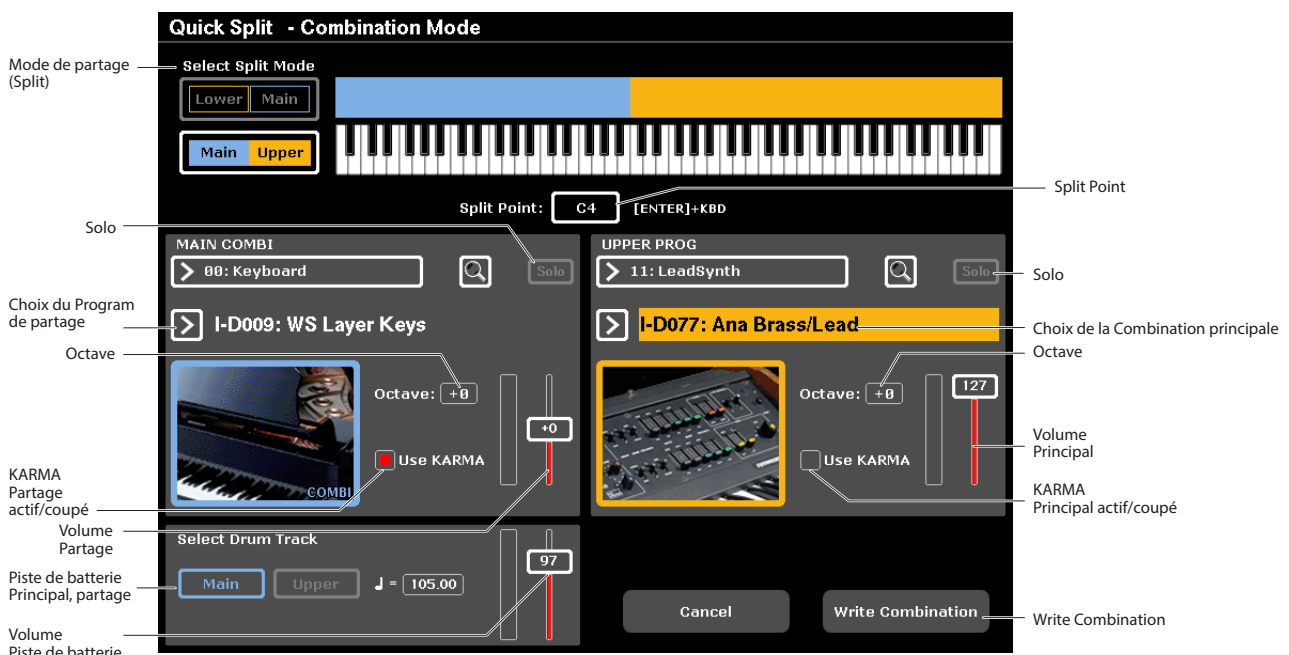 Quick Split - Combination Mode
Mode de partage
(Split)
Select Split Mode
Lower Main
Main Upper
Split Point: C4 [ENTER]+KBD
Split Point
Solo
MAIN COMBI
00: Keyboard
Solo
UPPER PROG
11: LeadSynth
Solo
Solo
Choix du Program
de partage
I-D009: WS Layer Keys
I-D077: Ana Brass/Lead
Choix de la Combination principale
Octave
Octave: +0
Octave: +0
Octave
127
+0
Volume
Principal
COMBI
Use KARMA
Use KARMA
KARMA
Partage
actif/coupé
KARMA
Principal actif/coupé
Volume
Partage
Select Drum Track
97
Piste de batterie
Principal, partage
Main Upper ♩ = 105.00
Cancel
Write Combination
Write Combination
Volume
Piste de batterie